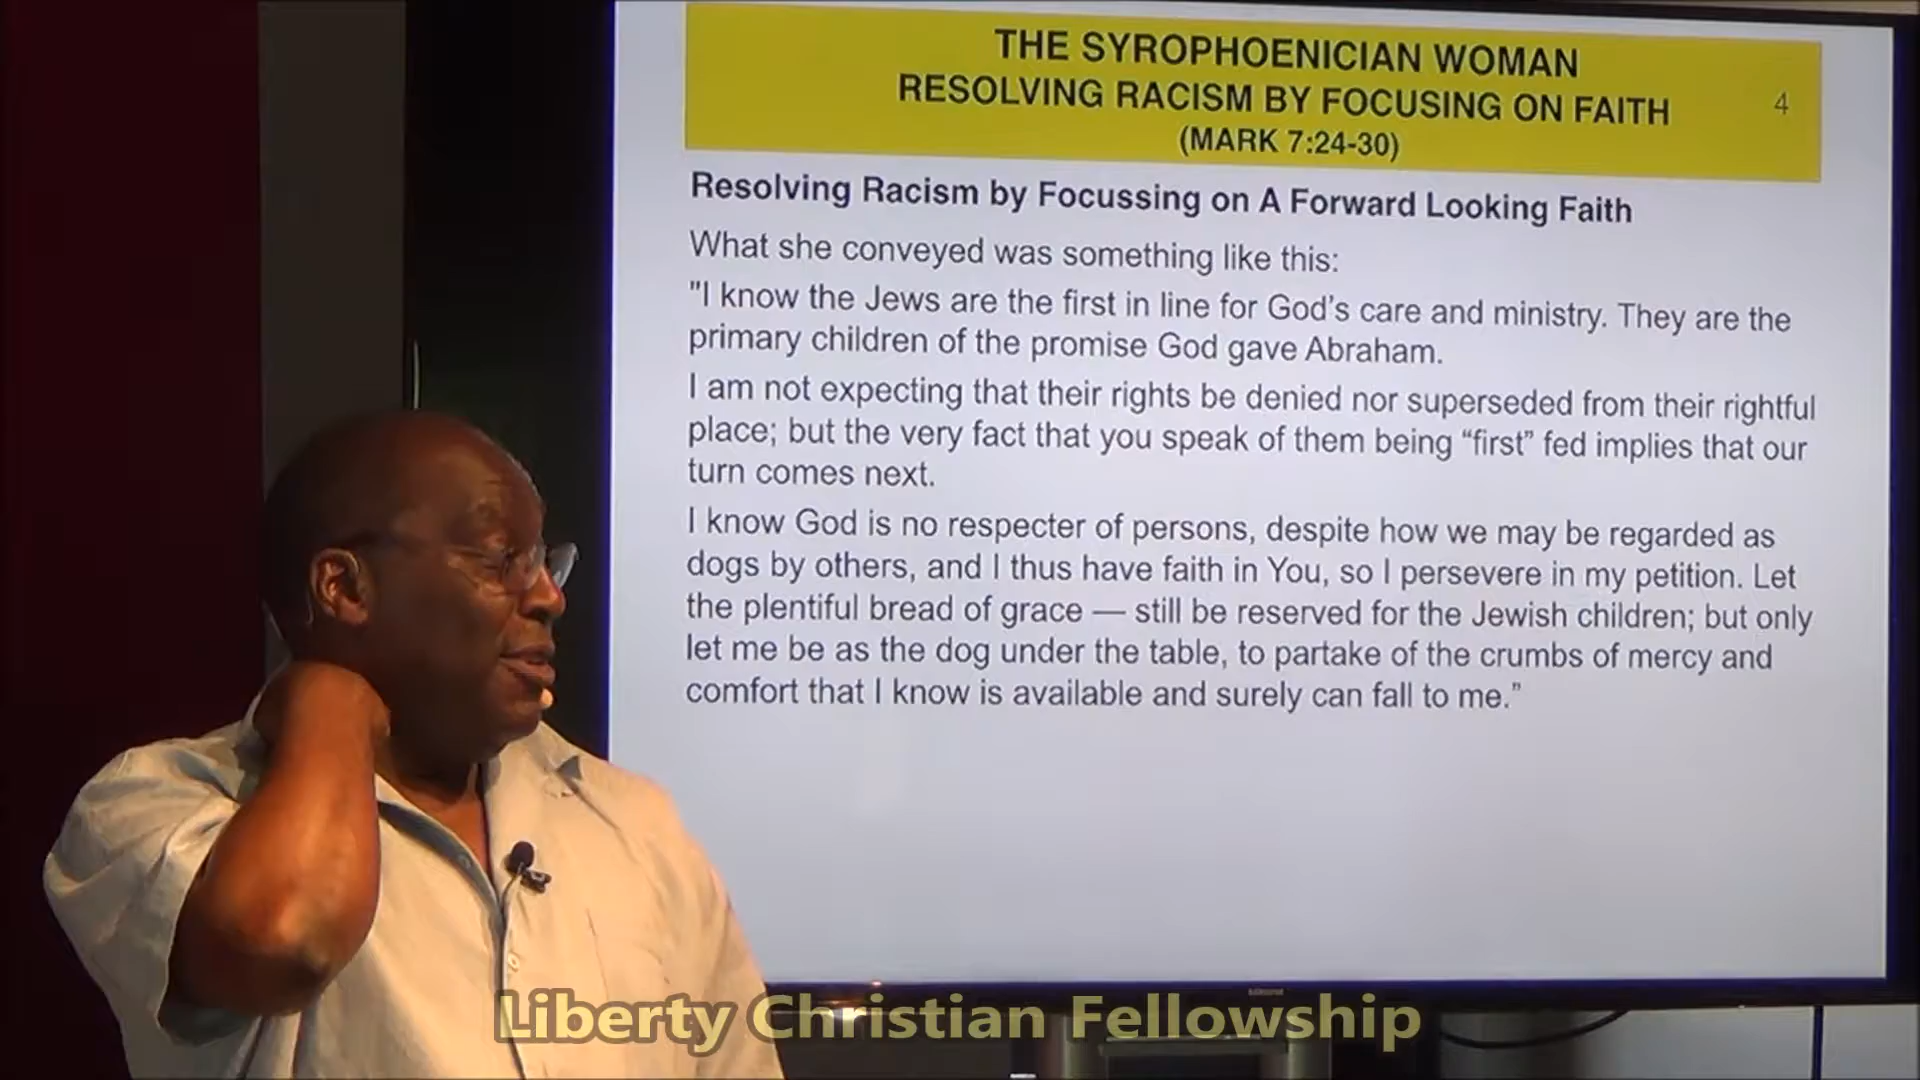 THE SYROPHOENICIAN WOMAN
RESOLVING RACISM BY FOCUSING ON FAITH
4
(MARK 7:24-30)
Resolving Racism by Focussing on A Forward Looking Faith
What she conveyed was something like this:
"I know the Jews are the first in line for God’s care and ministry. They are the
primary children of the promise God gave Abraham.
I am not expecting that their rights be denied nor superseded from their rightful
place; but the very fact that you speak of them being “first” fed implies that our
turn comes next.
I know God is no respecter of persons, despite how we may be regarded as
dogs by others, and I thus have faith in You, so I persevere in my petition. Let
the plentiful bread of grace — still be reserved for the Jewish children; but only
let me be as the dog under the table, to partake of the crumbs of mercy and
comfort that I know is available and surely can fall to me.”
Liberty Christian Fellowship